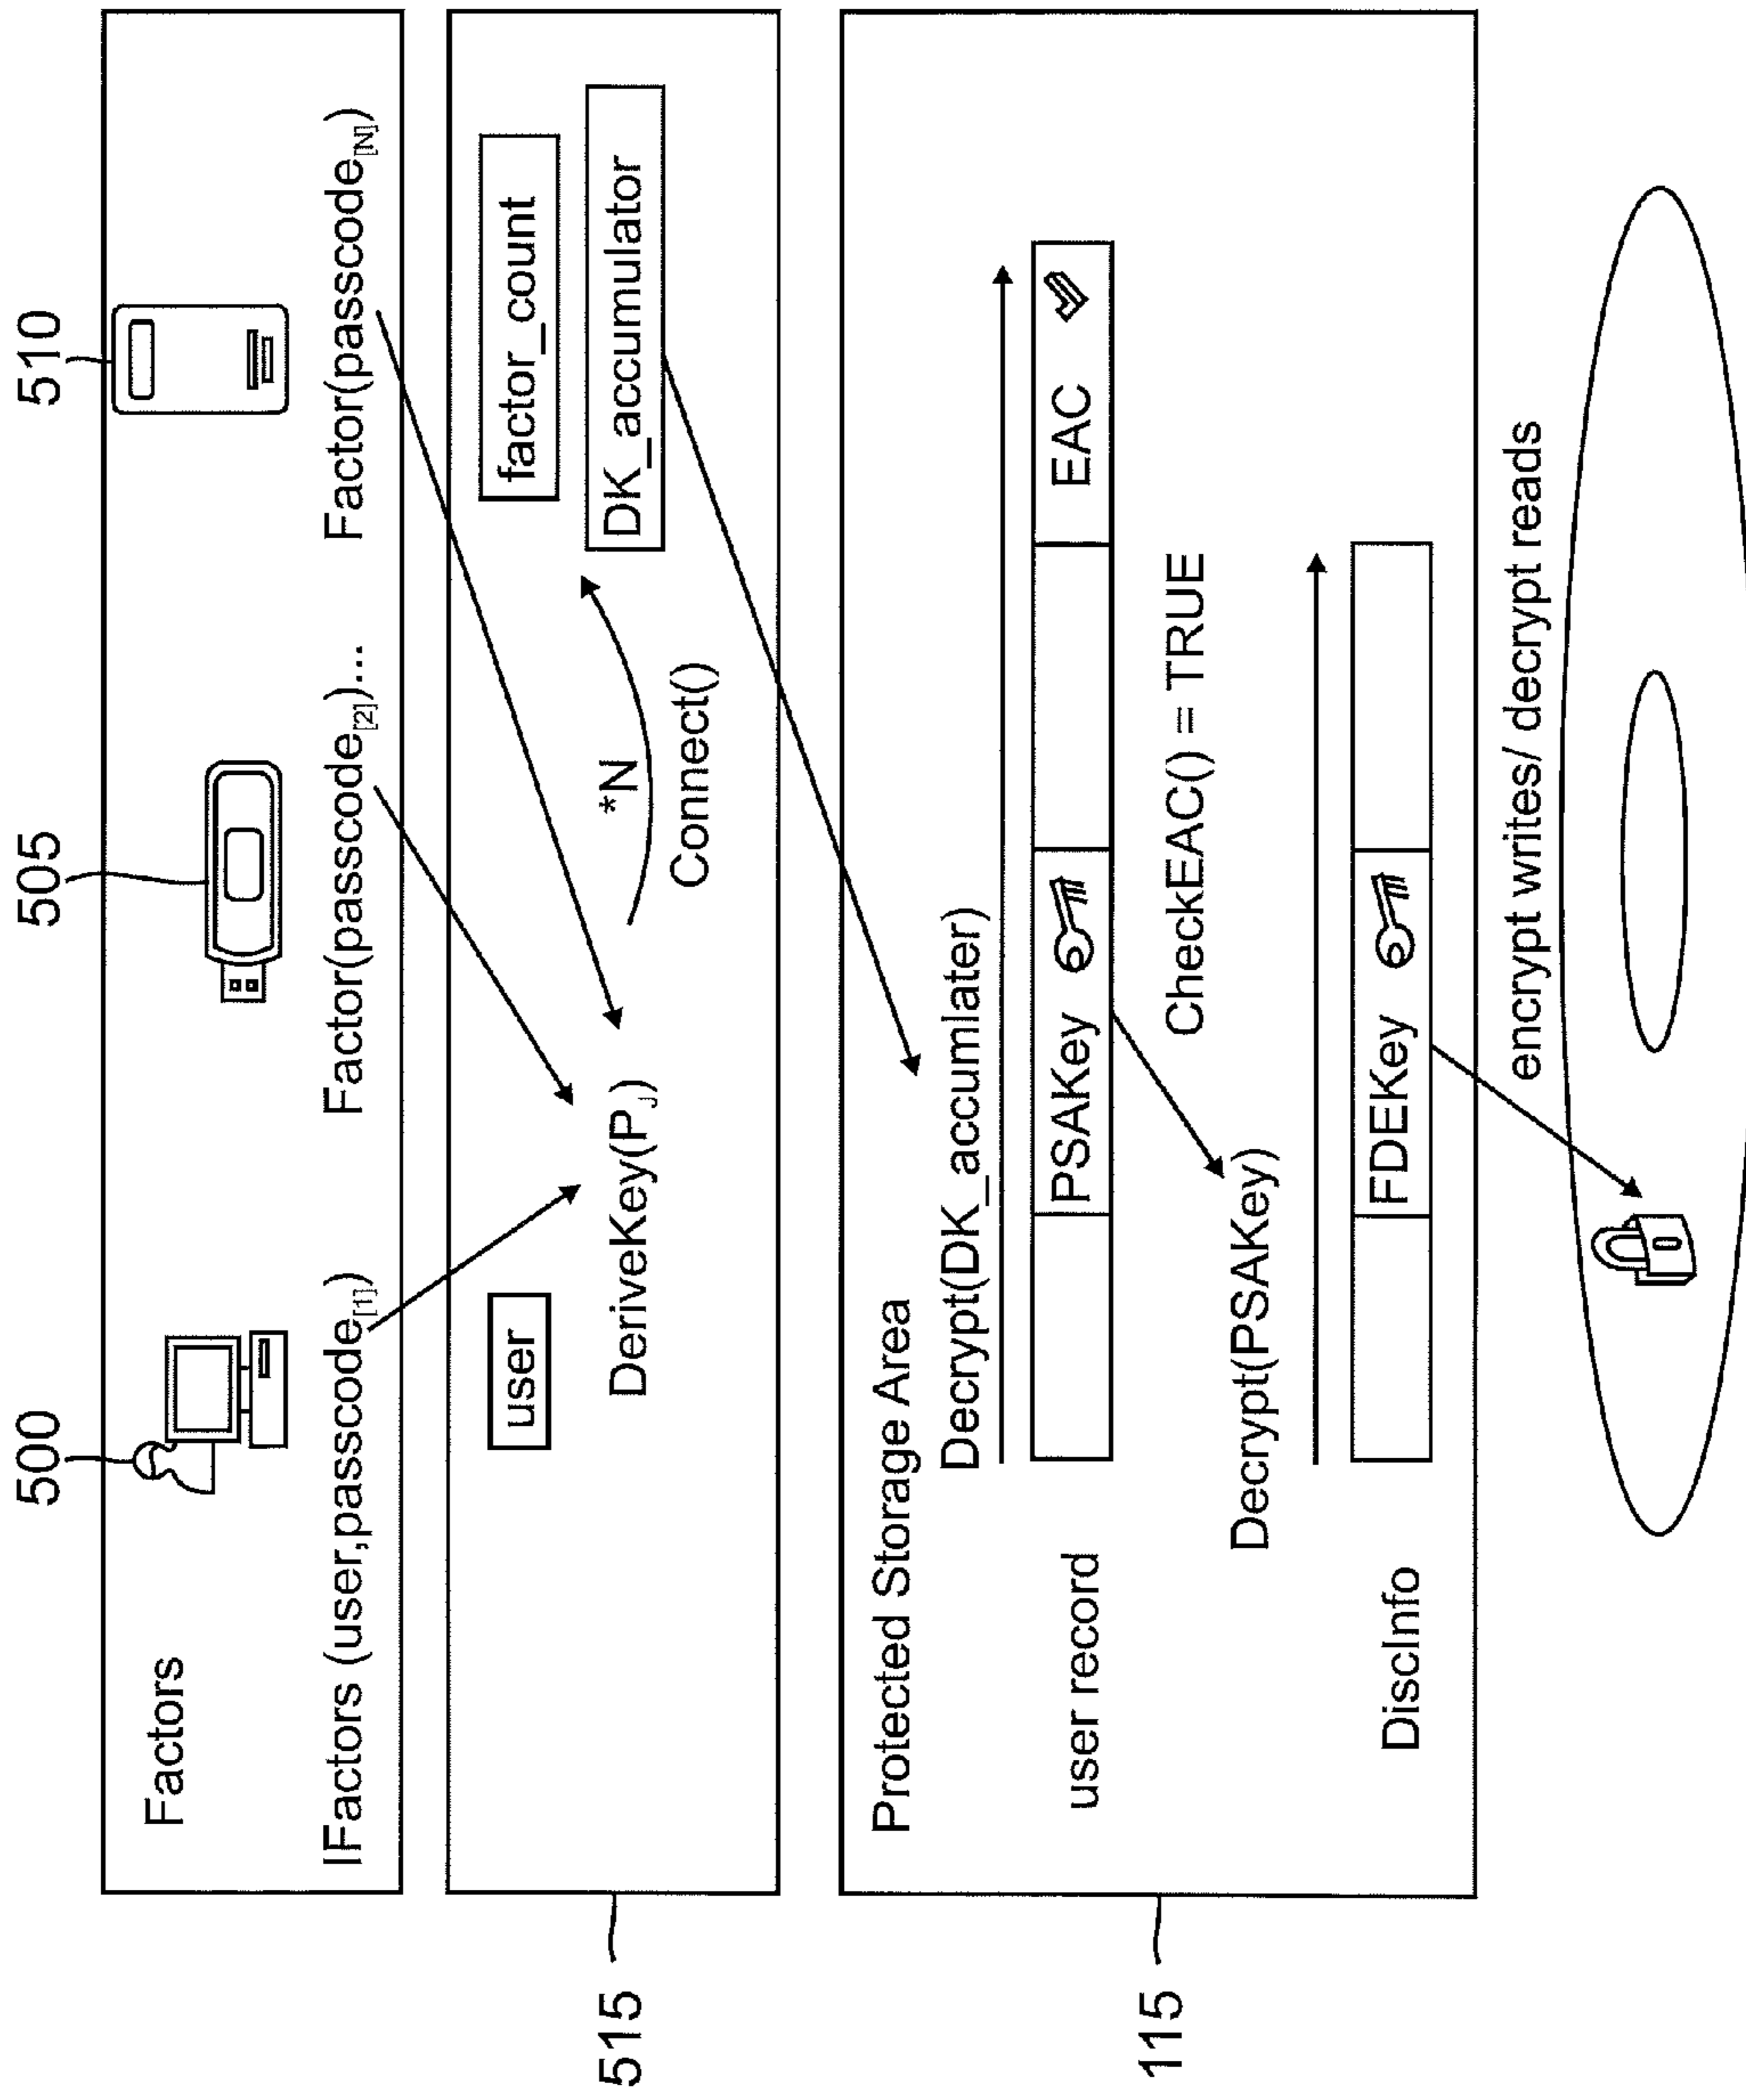 500
505
510
Factors
IFactors (user,passcode[1])
Factor(passcode[2])...
Factor(passcode[N])
515
user
factor_count
DeriveKey(Pj)
*N
Connect()
DK_accumulator
115
Protected Storage Area
Decrypt(DK_accumlater)
user record
PSAKey
EAC
CheckEAC() = TRUE
Decrypt(PSAKey)
DiscInfo
FDEKey
encrypt writes/ decrypt reads